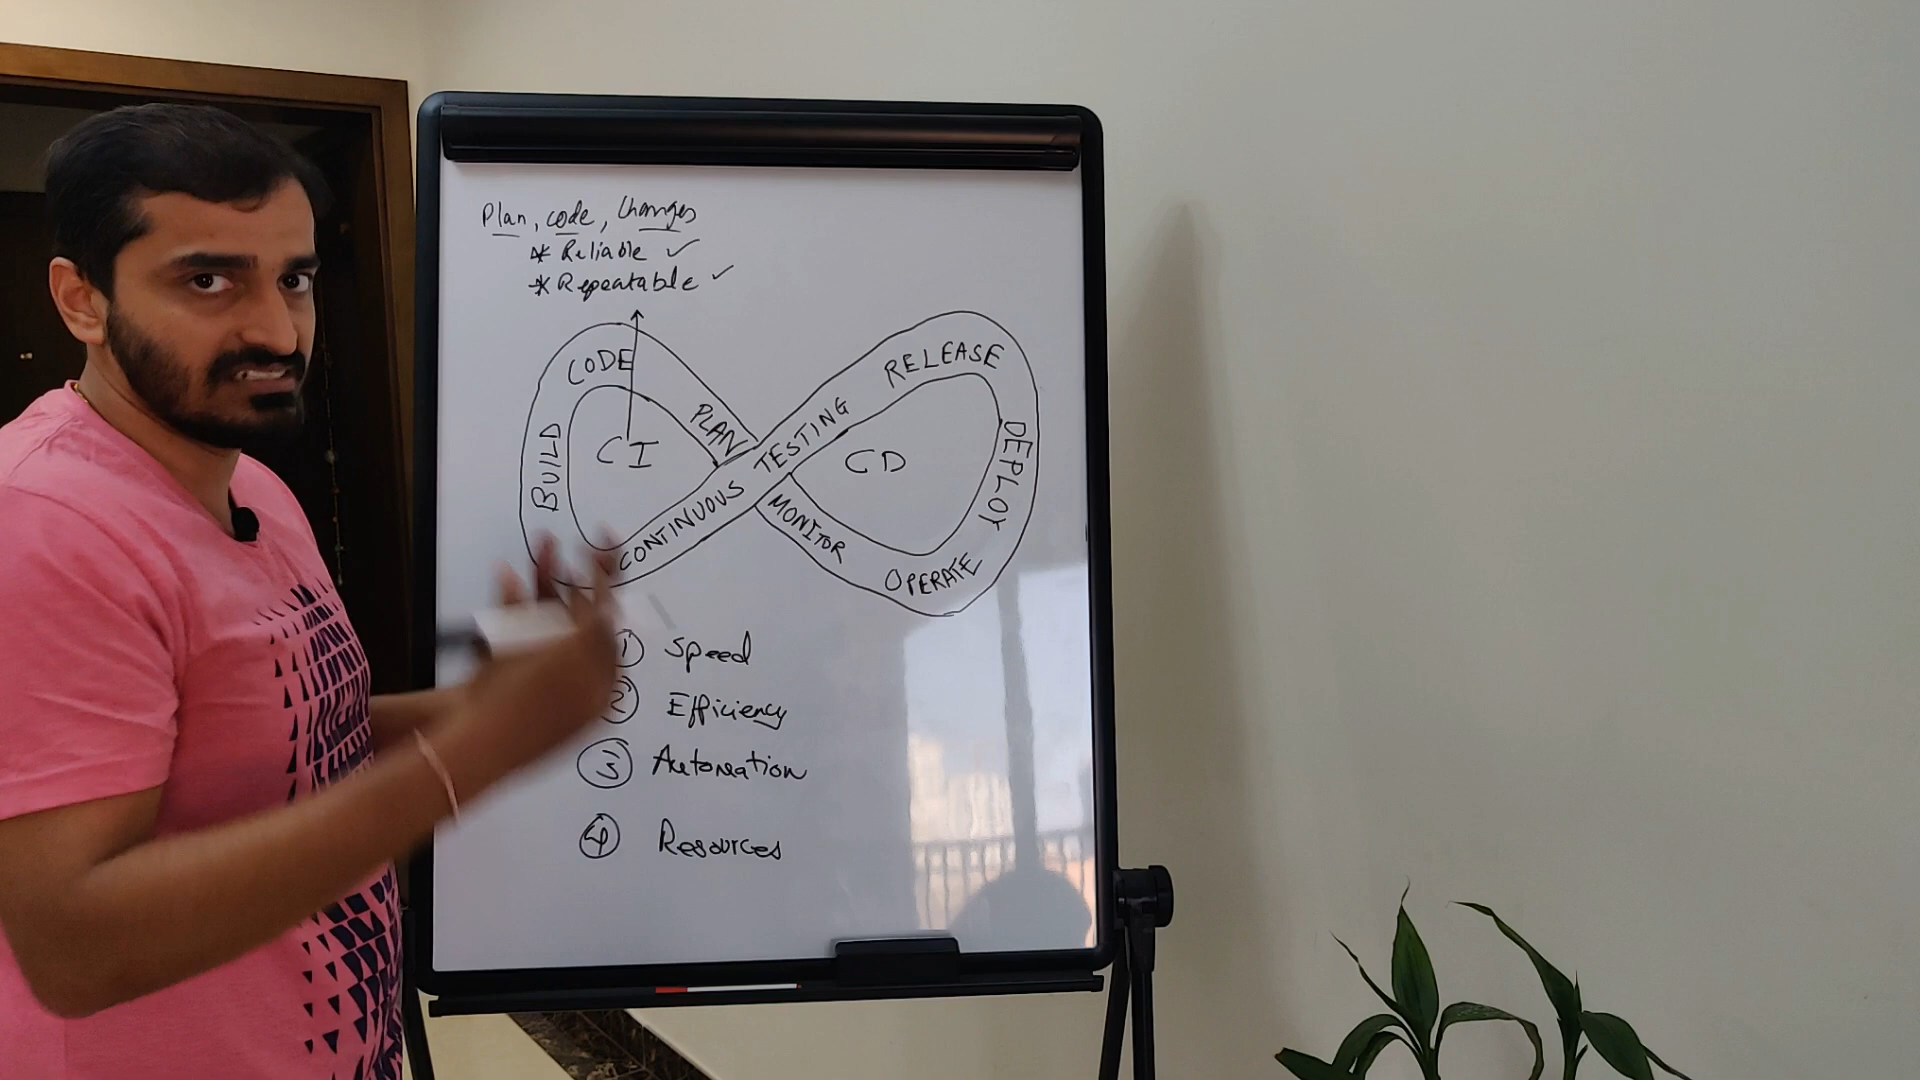 Plan, code, Changes
* Reliable ✓
* Repeatable ✓
CODE
PLAN
BUILD
CI
CONTINUOUS TESTING
RELEASE
DEPLOY
CD
MONITOR
OPERATE
1 Speed
2 Efficiency
3 Automation
4 Resources